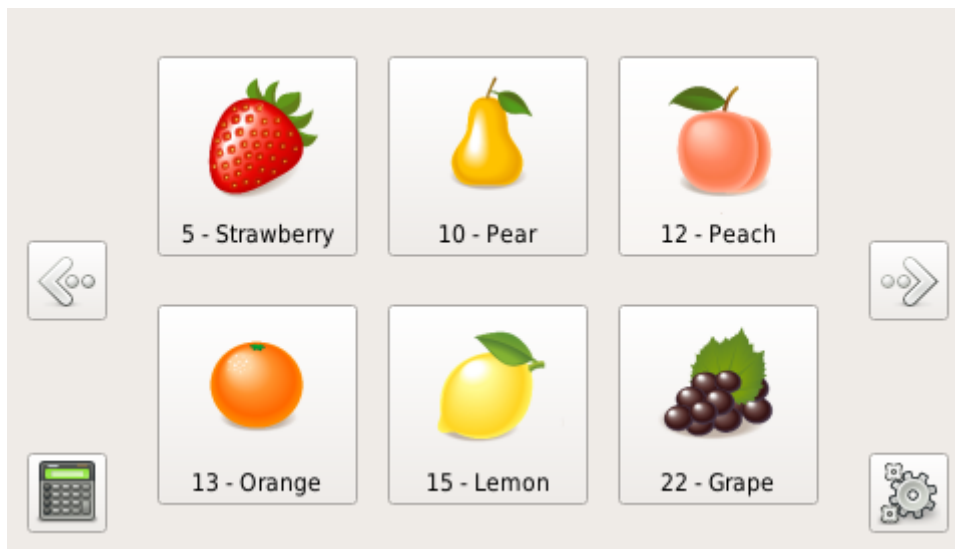 5 - Strawberry
10 - Pear
12 - Peach
13 - Orange
15 - Lemon
22 - Grape